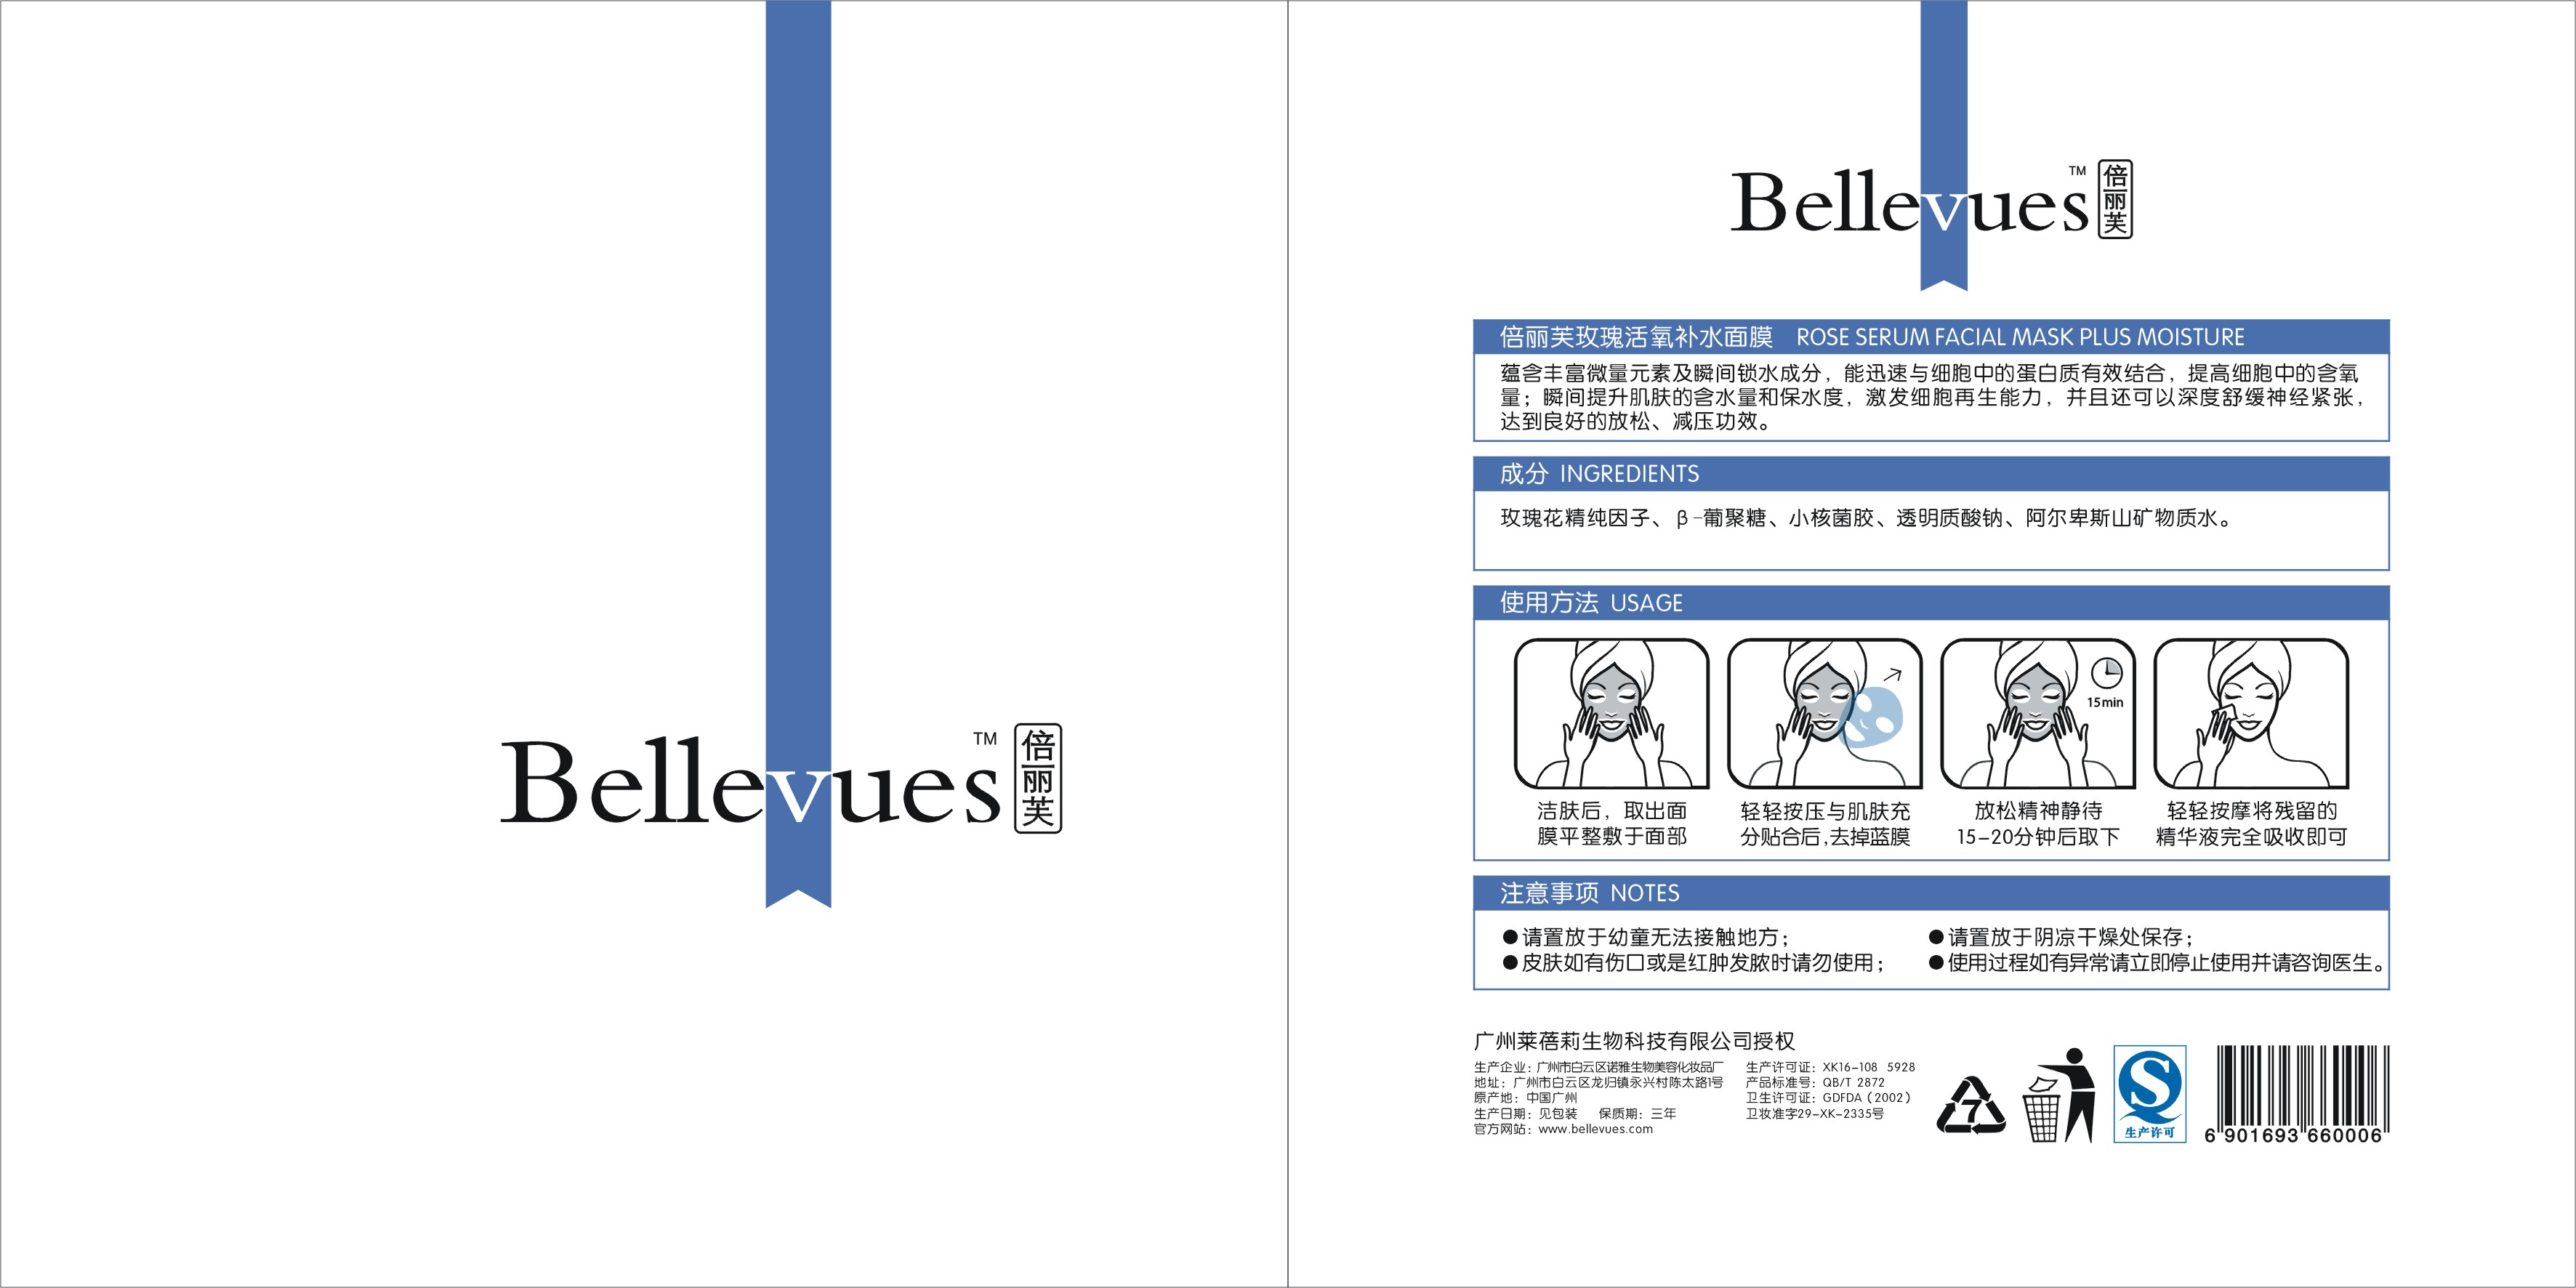 Bellevues™ 倍丽芙
Bellevues™ 倍丽芙
倍丽芙玫瑰活氧补水面膜 ROSE SERUM FACIAL MASK PLUS MOISTURE
蕴含丰富微量元素及瞬间锁水成分，能迅速与细胞中的蛋白质有效结合，提高细胞中的含氧
量；瞬间提升肌肤的含水量和保水度，激发细胞再生能力，并且还可以深度舒缓神经紧张，
达到良好的放松、减压功效。
成分 INGREDIENTS
玫瑰花精纯因子、β-葡聚糖、小核菌胶、透明质酸钠、阿尔卑斯山矿物质水。
使用方法 USAGE
15min
洁肤后，取出面
膜平整敷于面部
轻轻按压与肌肤充
分贴合后,去掉蓝膜
放松精神静待
15-20分钟后取下
轻轻按摩将残留的
精华液完全吸收即可
注意事项 NOTES
●请置放于幼童无法接触地方；
●皮肤如有伤口或是红肿发脓时请勿使用；
●请置放于阴凉干燥处保存；
●使用过程如有异常请立即停止使用并请咨询医生。
广州莱蓓莉生物科技有限公司授权
生产企业：广州市白云区诺雅生物美容化妆品厂
地址：广州市白云区龙归镇永兴村陈太路1号
原产地：中国广州
生产日期：见包装 保质期：三年
官方网站：www.bellevues.com
生产许可证：XK16-108 5928
产品标准号：QB/T 2872
卫生许可证：GDFDA（2002）
卫妆准字29-XK-2335号
7
生产许可
6 901693 660006